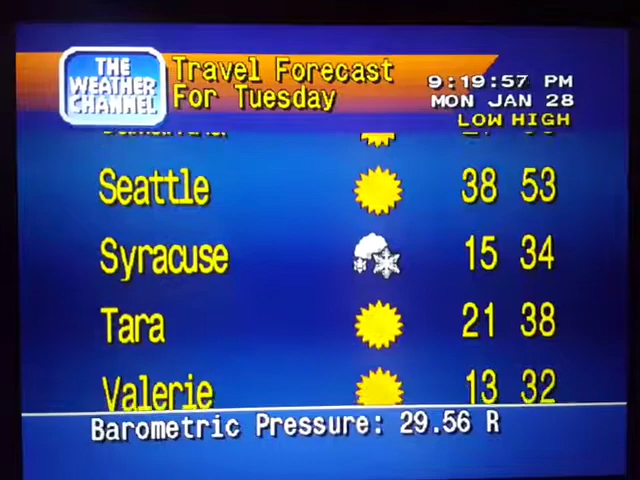 THE
WEATHER
CHANNEL
Travel Forecast
For Tuesday
9:19:57 PM
MON JAN 28
LOW HIGH
Seattle 38 53
Syracuse 15 34
Tara 21 38
Valerie 13 32
Barometric Pressure: 29.56 R